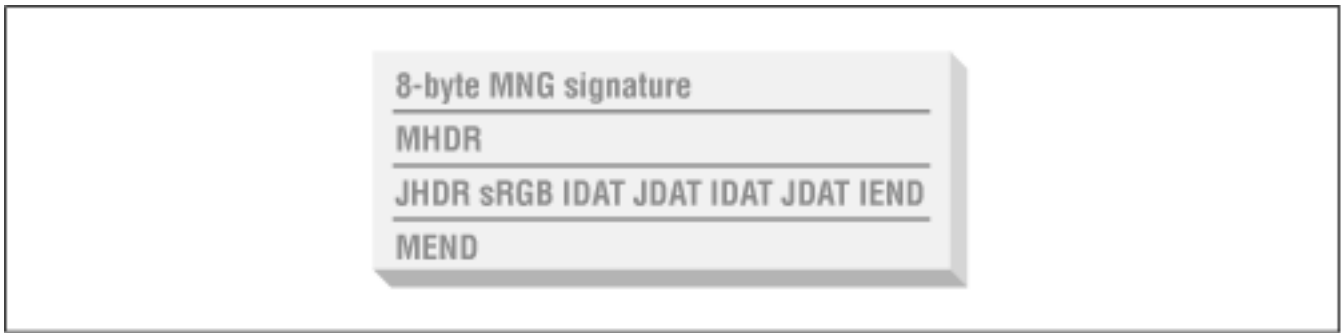 8-byte MNG signature
MHDR
JHDR sRGB IDAT JDAT IDAT JDAT IEND
MEND